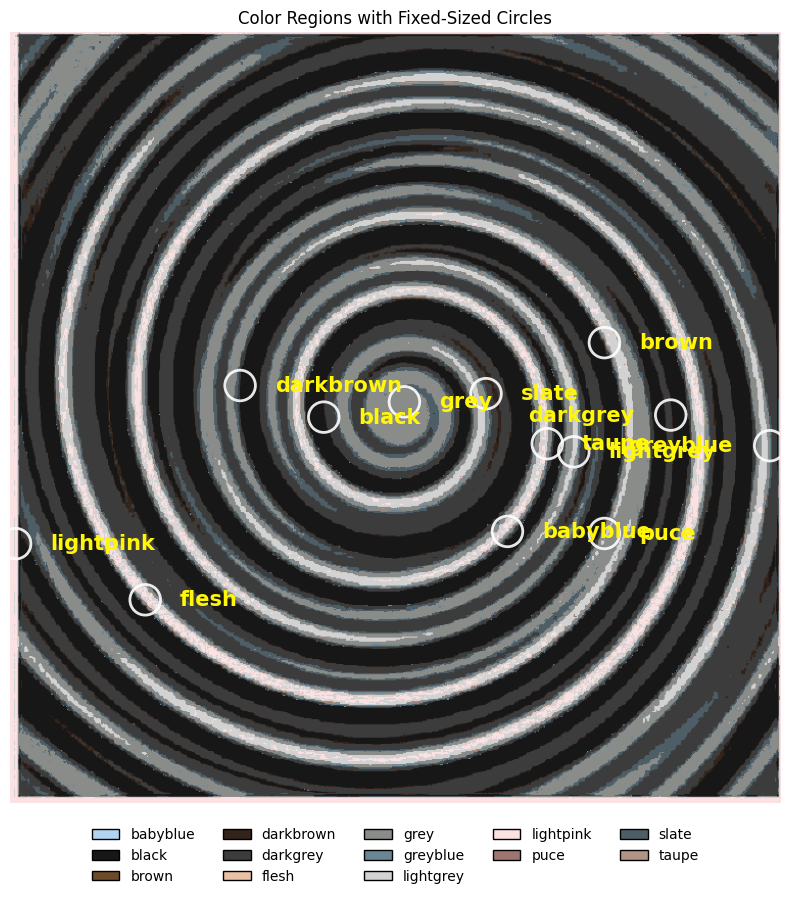 Color Regions with Fixed-Sized Circles
brown
darkbrown
slate
grey
darkgrey
black
taupe
greyblue
lightgrey
babyblue
puce
lightpink
flesh
babyblue darkbrown grey lightpink slate
black darkgrey greyblue puce taupe
brown flesh lightgrey